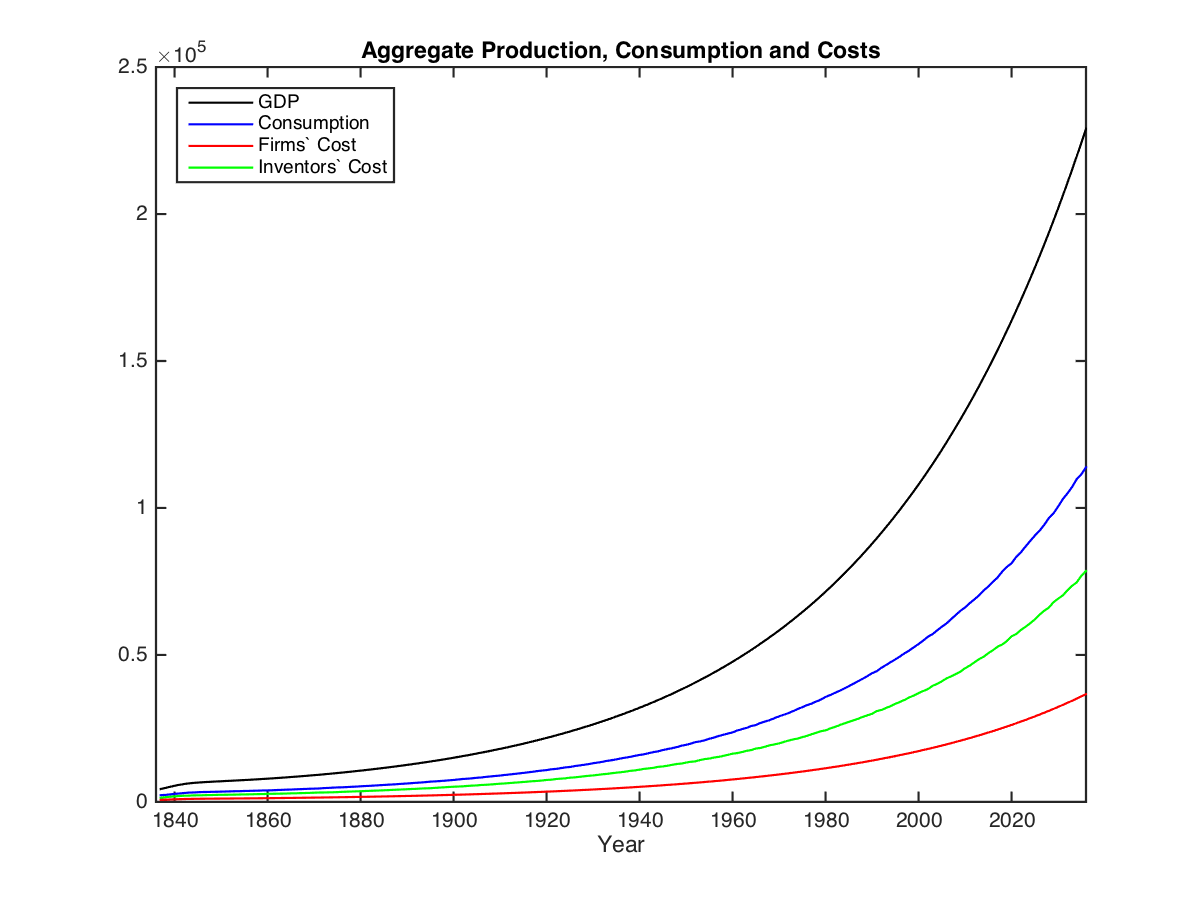 Aggregate Production, Consumption and Costs
×10^5
2.5
2
1.5
1
0.5
0
GDP
Consumption
Firms` Cost
Inventors` Cost
1840 1860 1880 1900 1920 1940 1960 1980 2000 2020
Year